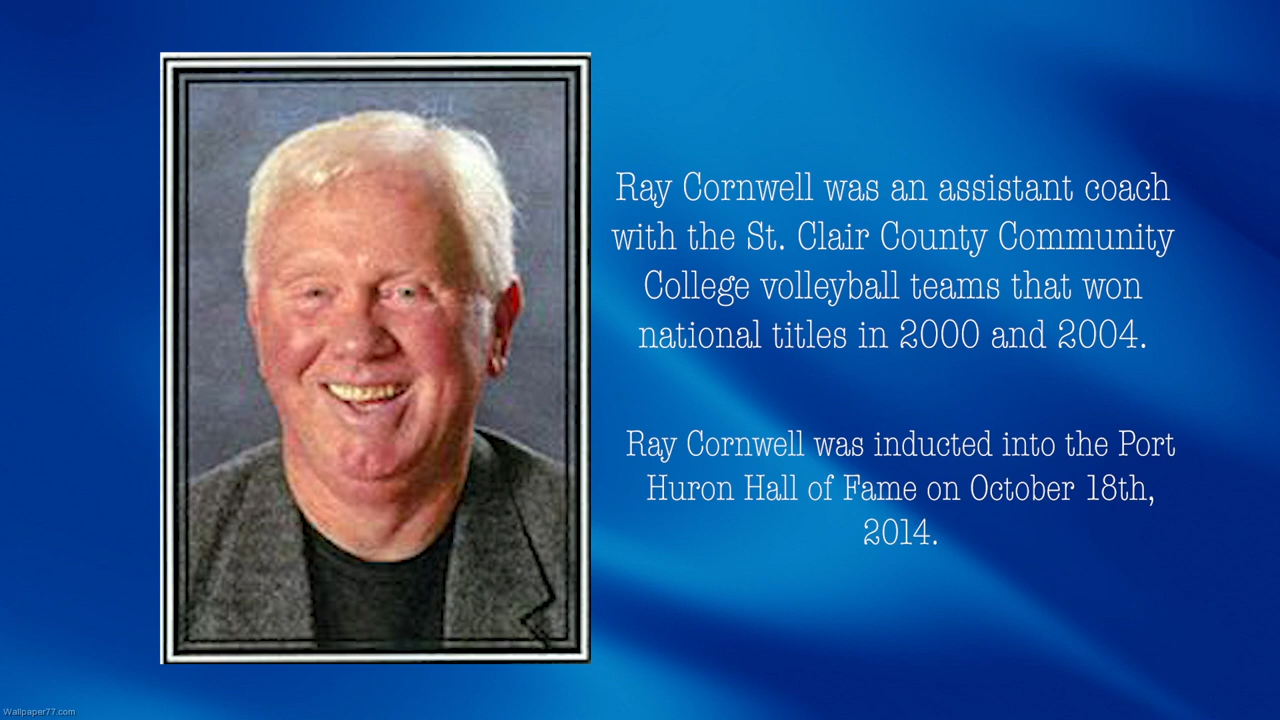 Ray Cornwell was an assistant coach
with the St. Clair County Community
College volleyball teams that won
national titles in 2000 and 2004.
Ray Cornwell was inducted into the Port
Huron Hall of Fame on October 18th,
2014.
Wallpaper77.com